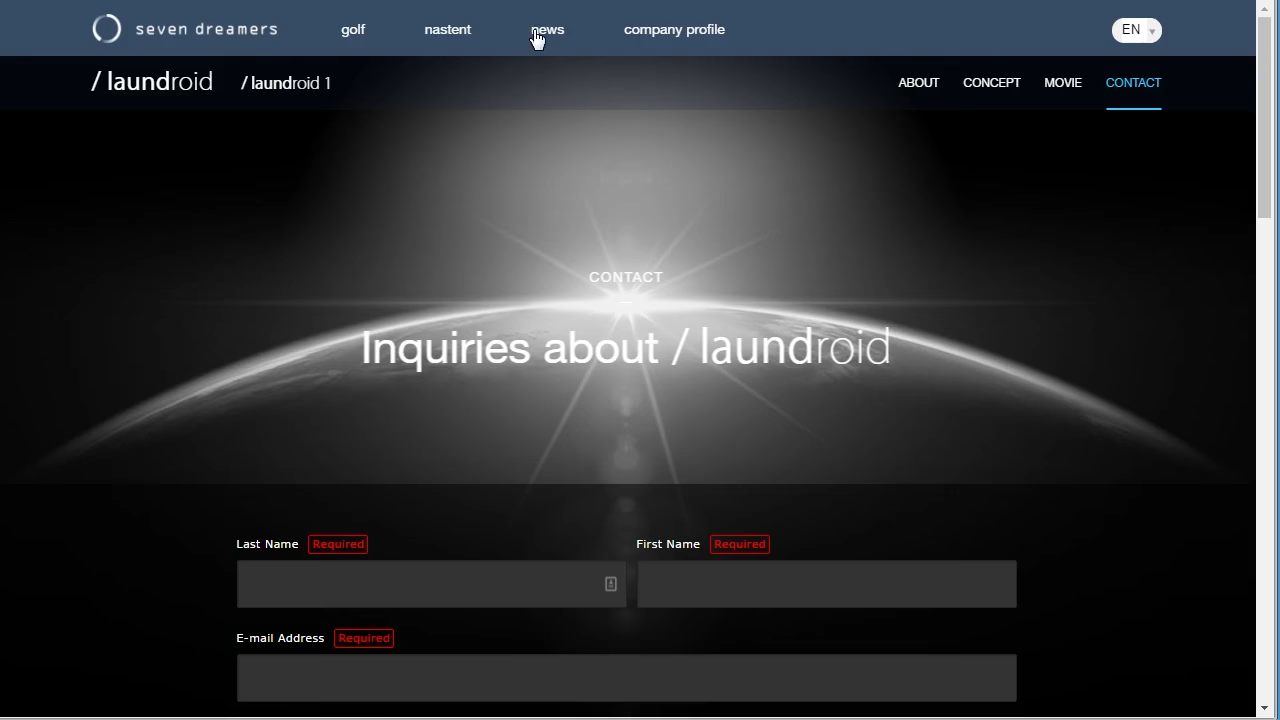 seven dreamers golf nastent news company profile EN
/ laundroid / laundroid 1 ABOUT CONCEPT MOVIE CONTACT
CONTACT
Inquiries about / laundroid
Last Name Required First Name Required
E-mail Address Required